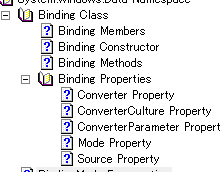 System.Windows.Data Namespace
Binding Class
Binding Members
Binding Constructor
Binding Methods
Binding Properties
Converter Property
ConverterCulture Property
ConverterParameter Propert
Mode Property
Source Property